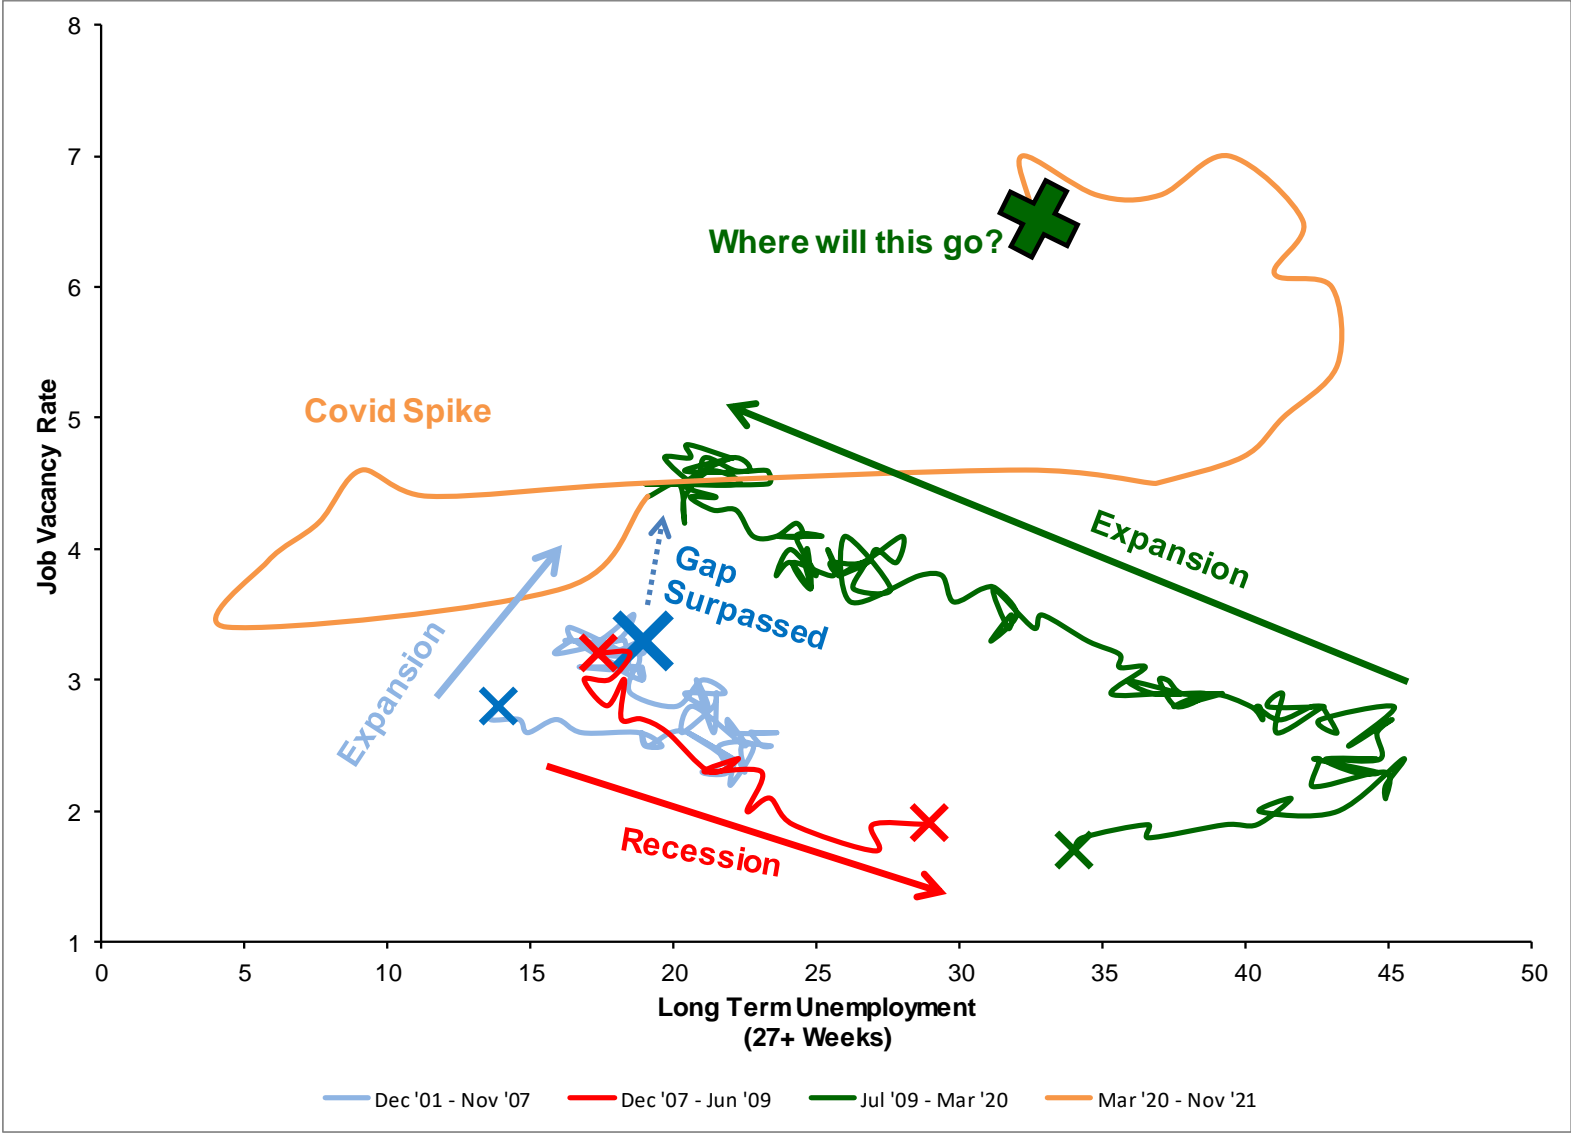 8
7
6
5
4
3
2
1
Job Vacancy Rate
Where will this go?
Covid Spike
Expansion
Gap
Surpassed
Expansion
Recession
0 5 10 15 20 25 30 35 40 45 50
Long Term Unemployment
(27+ Weeks)
Dec '01 - Nov '07 Dec '07 - Jun '09 Jul '09 - Mar '20 Mar '20 - Nov '21